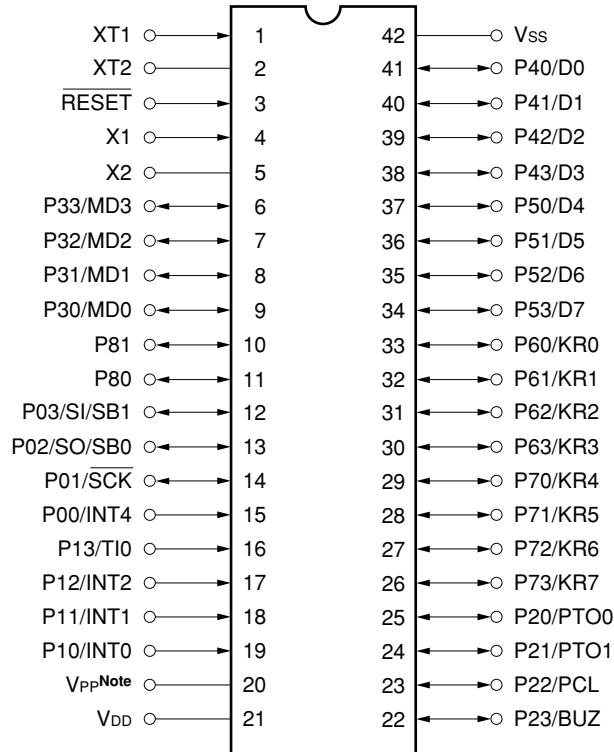 XT1 1 42 Vss
XT2 2 41 P40/D0
RESET 3 40 P41/D1
X1 4 39 P42/D2
X2 5 38 P43/D3
P33/MD3 6 37 P50/D4
P32/MD2 7 36 P51/D5
P31/MD1 8 35 P52/D6
P30/MD0 9 34 P53/D7
P81 10 33 P60/KR0
P80 11 32 P61/KR1
P03/SI/SB1 12 31 P62/KR2
P02/SO/SB0 13 30 P63/KR3
P01/SCK 14 29 P70/KR4
P00/INT4 15 28 P71/KR5
P13/TI0 16 27 P72/KR6
P12/INT2 17 26 P73/KR7
P11/INT1 18 25 P20/PTO0
P10/INT0 19 24 P21/PTO1
VPP Note 20 23 P22/PCL
VDD 21 22 P23/BUZ